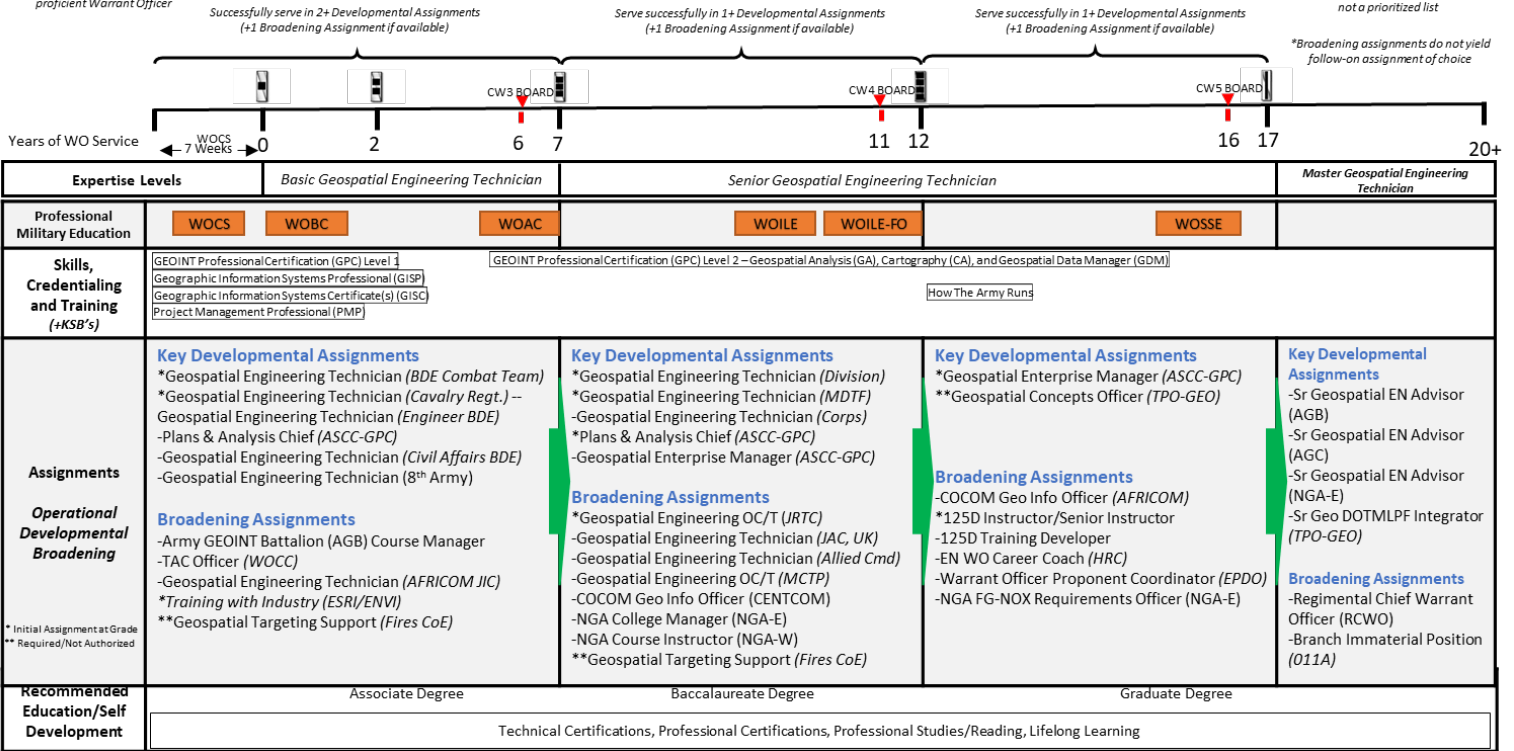 proficient Warrant Officer
Successfully serve in 2+ Developmental Assignments
(+1 Broadening Assignment if available)
Serve successfully in 1+ Developmental Assignments
(+1 Broadening Assignment if available)
Serve successfully in 1+ Developmental Assignments
(+1 Broadening Assignment if available)
not a prioritized list
*Broadening assignments do not yield
follow-on assignment of choice
CW3 BOARD
CW4 BOARD
CW5 BOARD
Years of WO Service
WOCS
7 Weeks
0
2
6
7
11
12
16
17
20+
Expertise Levels
Basic Geospatial Engineering Technician
Senior Geospatial Engineering Technician
Master Geospatial Engineering
Technician
Professional
Military Education
WOCS
WOBC
WOAC
WOILE
WOILE-FO
WOSSE
Skills,
Credentialing
and Training
(+KSB's)
GEOINT Professional Certification (GPC) Level 1
Geographic Information Systems Professional (GISP)
Geographic Information Systems Certificate(s) (GISC)
Project Management Professional (PMP)
GEOINT Professional Certification (GPC) Level 2 – Geospatial Analysis (GA), Cartography (CA), and Geospatial Data Manager (GDM)
How The Army Runs
Assignments
Operational
Developmental
Broadening
* Initial Assignment at Grade
** Required/Not Authorized
Key Developmental Assignments
*Geospatial Engineering Technician (BDE Combat Team)
*Geospatial Engineering Technician (Cavalry Regt.) --
Geospatial Engineering Technician (Engineer BDE)
-Plans & Analysis Chief (ASCC-GPC)
-Geospatial Engineering Technician (Civil Affairs BDE)
-Geospatial Engineering Technician (8th Army)
Broadening Assignments
-Army GEOINT Battalion (AGB) Course Manager
-TAC Officer (WOCC)
-Geospatial Engineering Technician (AFRICOM JIC)
*Training with Industry (ESRI/ENVI)
**Geospatial Targeting Support (Fires CoE)
Key Developmental Assignments
*Geospatial Engineering Technician (Division)
*Geospatial Engineering Technician (MDTF)
-Geospatial Engineering Technician (Corps)
*Plans & Analysis Chief (ASCC-GPC)
-Geospatial Enterprise Manager (ASCC-GPC)
Broadening Assignments
*Geospatial Engineering OC/T (JRTC)
-Geospatial Engineering Technician (JAC, UK)
-Geospatial Engineering Technician (Allied Cmd)
-Geospatial Engineering OC/T (MCTP)
-COCOM Geo Info Officer (CENTCOM)
-NGA College Manager (NGA-E)
-NGA Course Instructor (NGA-W)
**Geospatial Targeting Support (Fires CoE)
Key Developmental Assignments
*Geospatial Enterprise Manager (ASCC-GPC)
**Geospatial Concepts Officer (TPO-GEO)
Broadening Assignments
-COCOM Geo Info Officer (AFRICOM)
*125D Instructor/Senior Instructor
-125D Training Developer
-EN WO Career Coach (HRC)
-Warrant Officer Proponent Coordinator (EPDO)
-NGA FG-NOX Requirements Officer (NGA-E)
Key Developmental
Assignments
-Sr Geospatial EN Advisor
(AGB)
-Sr Geospatial EN Advisor
(AGC)
-Sr Geospatial EN Advisor
(NGA-E)
-Sr Geo DOTMLPF Integrator
(TPO-GEO)
Broadening Assignments
-Regimental Chief Warrant
Officer (RCWO)
-Branch Immaterial Position
(011A)
Recommended
Education/Self
Development
Associate Degree
Baccalaureate Degree
Graduate Degree
Technical Certifications, Professional Certifications, Professional Studies/Reading, Lifelong Learning